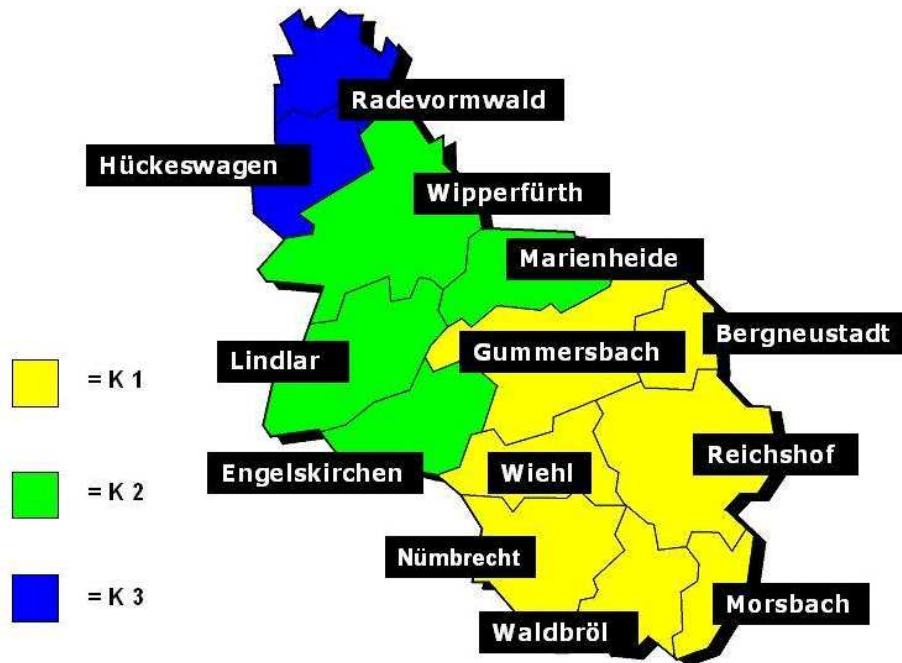 Radevormwald
Hückeswagen
Wipperfürth
Marienheide
Bergneustadt
Gummersbach
Lindlar
= K 1
Reichshof
Engelskirchen
Wiehl
= K 2
Nümbrecht
= K 3
Morsbach
Waldbröl